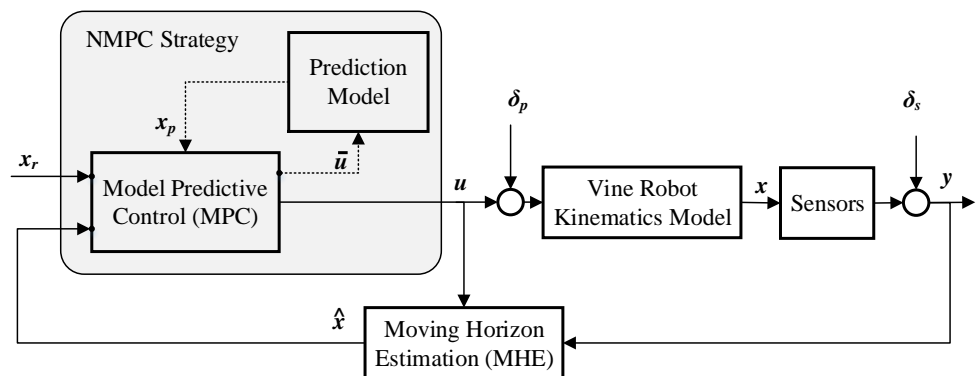 NMPC Strategy
Prediction
Model
x_p
ū
x_r
Model Predictive
Control (MPC)
u
δ_p
Vine Robot
Kinematics Model
x
Sensors
δ_s
y
x̂
Moving Horizon
Estimation (MHE)